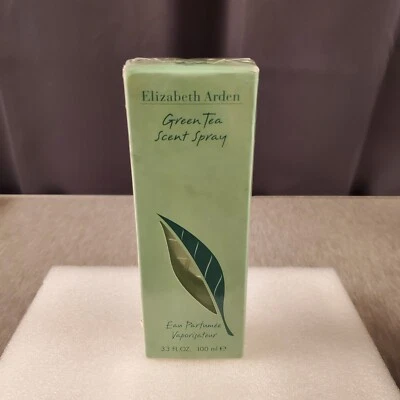 Elizabeth Arden
Green Tea
Scent Spray
Eau Parfumée
Vaporisateur
3.3 FL.OZ. 100 ml ℮